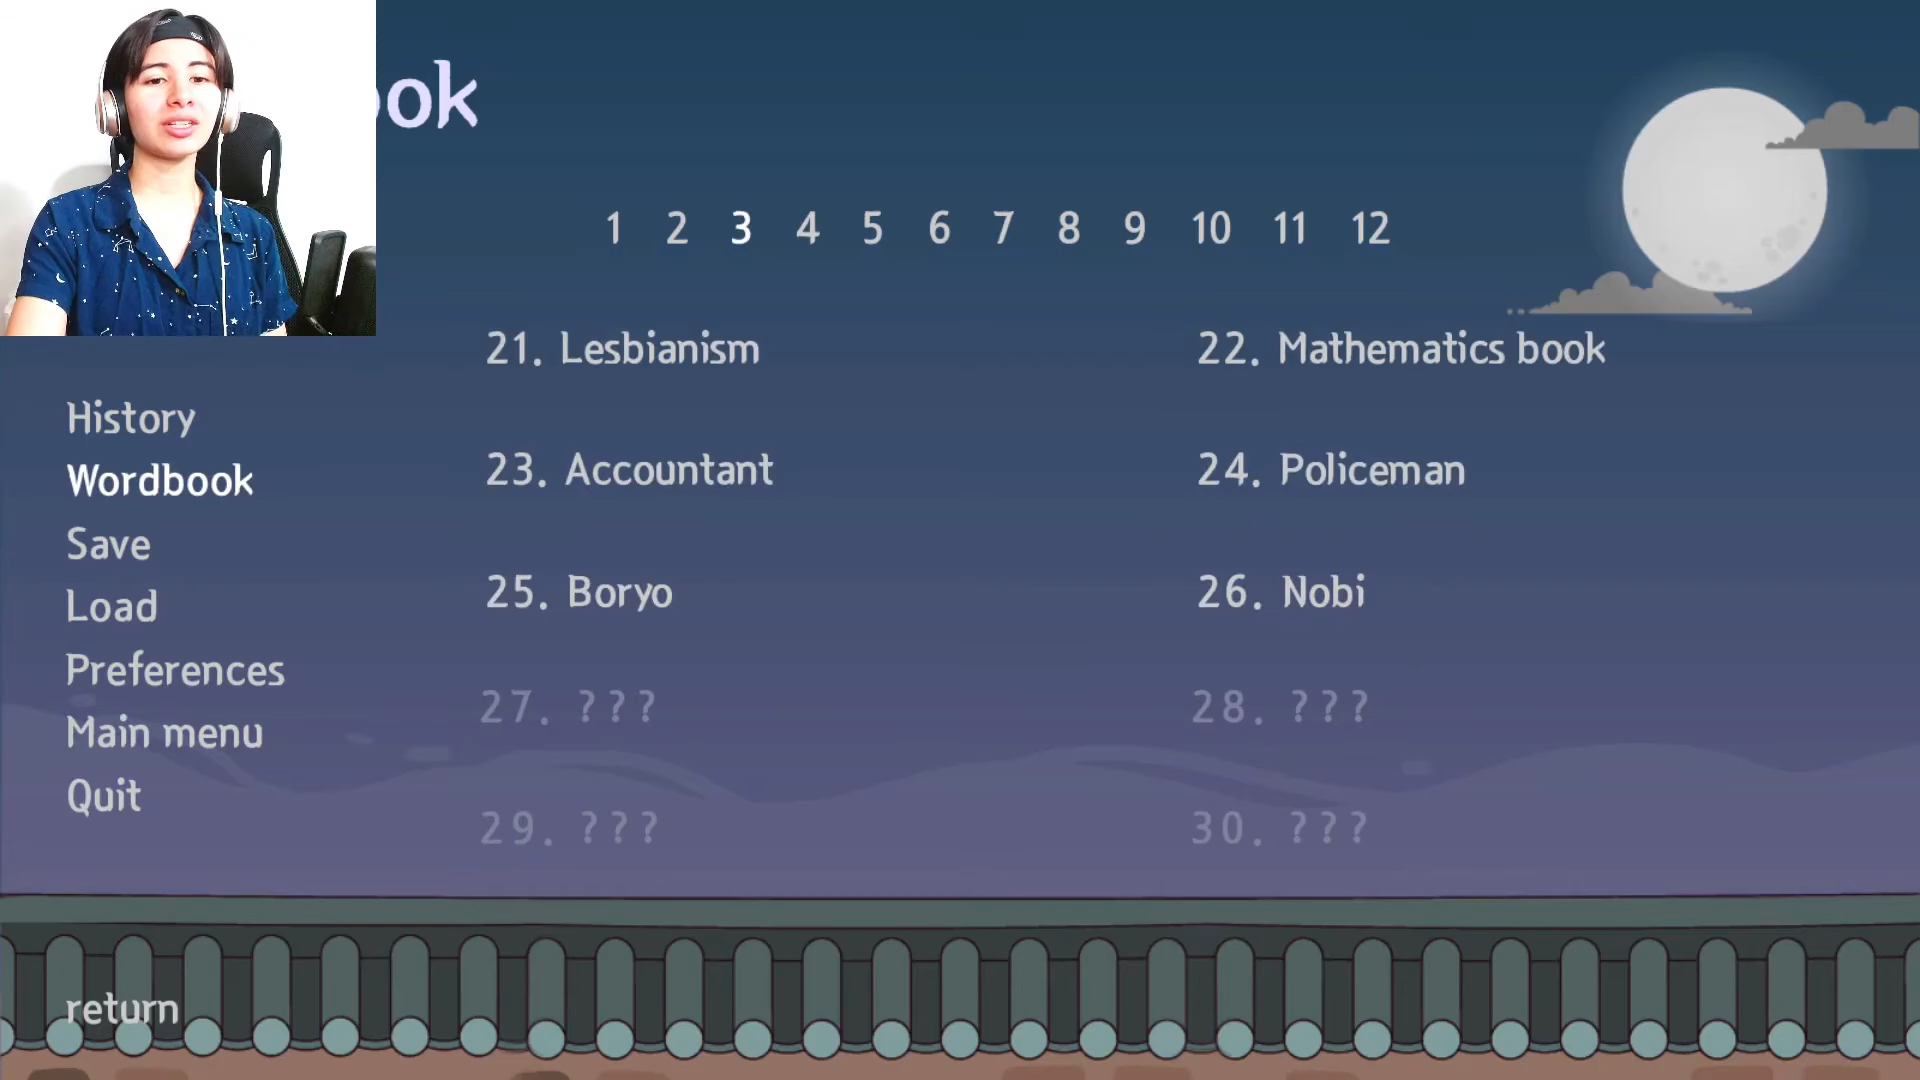 ook
1 2 3 4 5 6 7 8 9 10 11 12
21. Lesbianism
22. Mathematics book
23. Accountant
24. Policeman
25. Boryo
26. Nobi
27. ???
28. ???
29. ???
30. ???
History
Wordbook
Save
Load
Preferences
Main menu
Quit
return